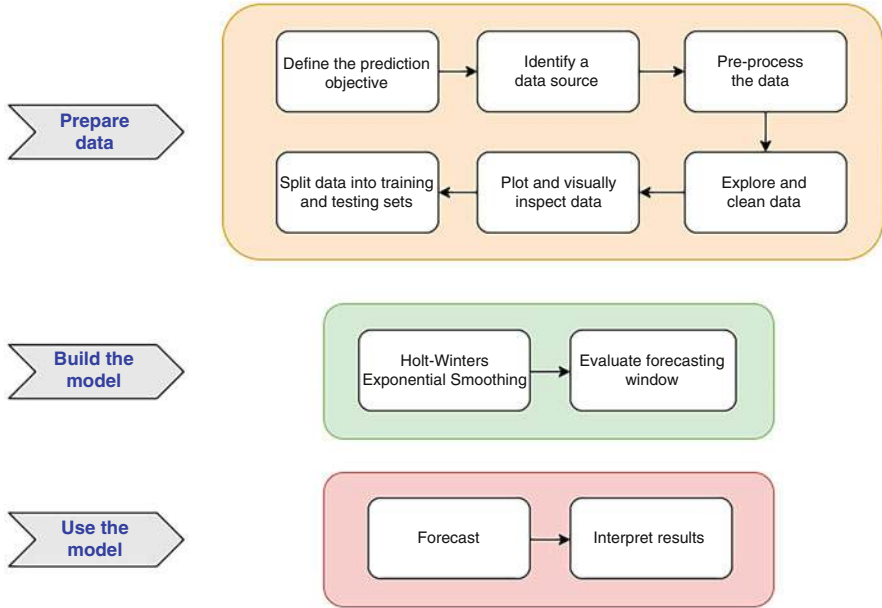 Prepare
data
Define the prediction
objective
Identify a
data source
Pre-process
the data
Explore and
clean data
Plot and visually
inspect data
Split data into training
and testing sets
Build the
model
Holt-Winters
Exponential Smoothing
Evaluate forecasting
window
Use the
model
Forecast
Interpret results